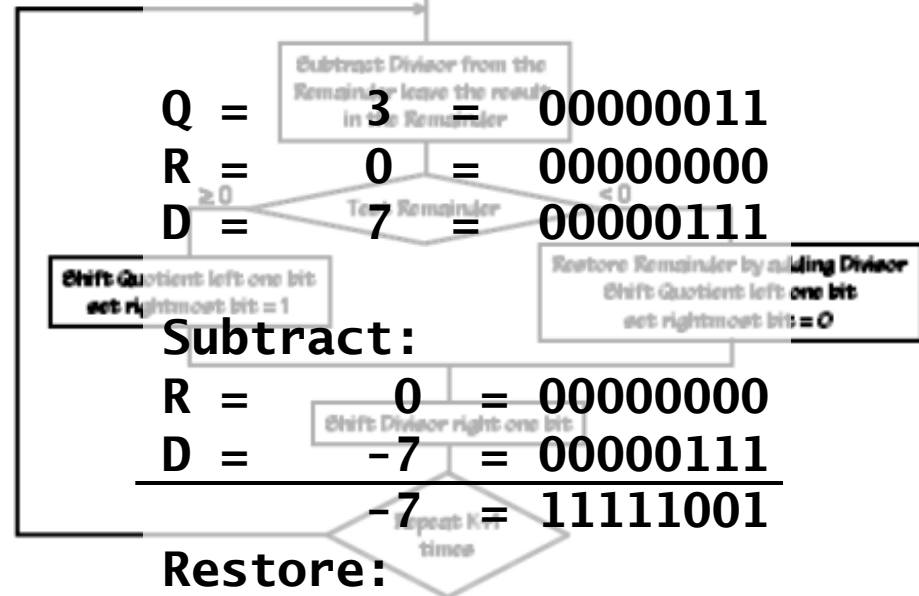 Subtract Divisor from the
Remainder leave the result
in the Remainder
Q = 3 = 00000011
R = 0 = 00000000
D = 7 = 00000111
≥ 0
Test Remainder
< 0
Shift Quotient left one bit
set rightmost bit = 1
Restore Remainder by adding Divisor
Shift Quotient left one bit
set rightmost bit = 0
Subtract:
R = 0 = 00000000
Shift Divisor right one bit
D = -7 = 00000111
-7 = 11111001
Repeat K+1
times
Restore: